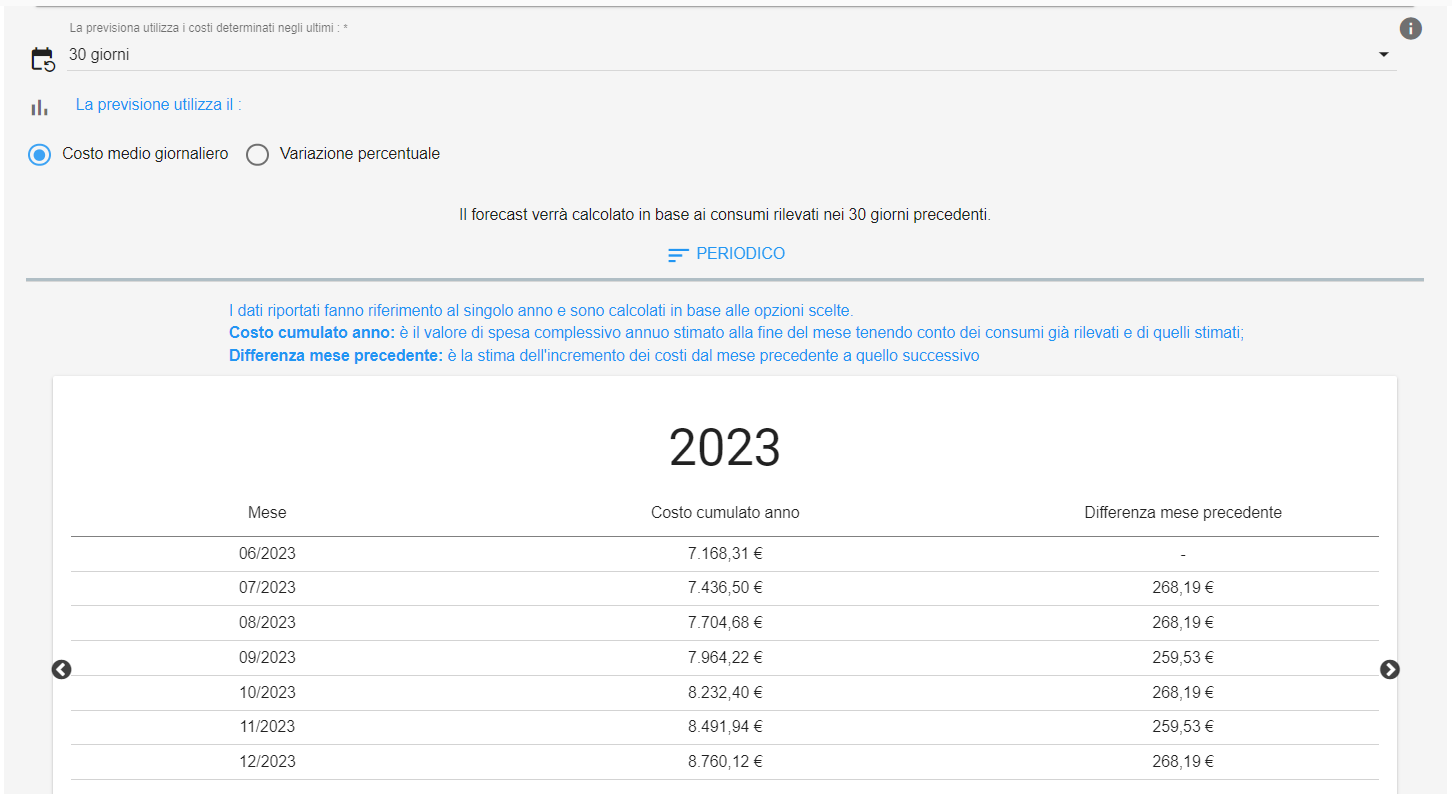 La previsiona utilizza i costi determinati negli ultimi : *
30 giorni
La previsione utilizza il :
Costo medio giornaliero Variazione percentuale
Il forecast verrà calcolato in base ai consumi rilevati nei 30 giorni precedenti.
PERIODICO
I dati riportati fanno riferimento al singolo anno e sono calcolati in base alle opzioni scelte.
Costo cumulato anno: è il valore di spesa complessivo annuo stimato alla fine del mese tenendo conto dei consumi già rilevati e di quelli stimati;
Differenza mese precedente: è la stima dell'incremento dei costi dal mese precedente a quello successivo
2023
Mese Costo cumulato anno Differenza mese precedente
06/2023 7.168,31 € -
07/2023 7.436,50 € 268,19 €
08/2023 7.704,68 € 268,19 €
09/2023 7.964,22 € 259,53 €
10/2023 8.232,40 € 268,19 €
11/2023 8.491,94 € 259,53 €
12/2023 8.760,12 € 268,19 €